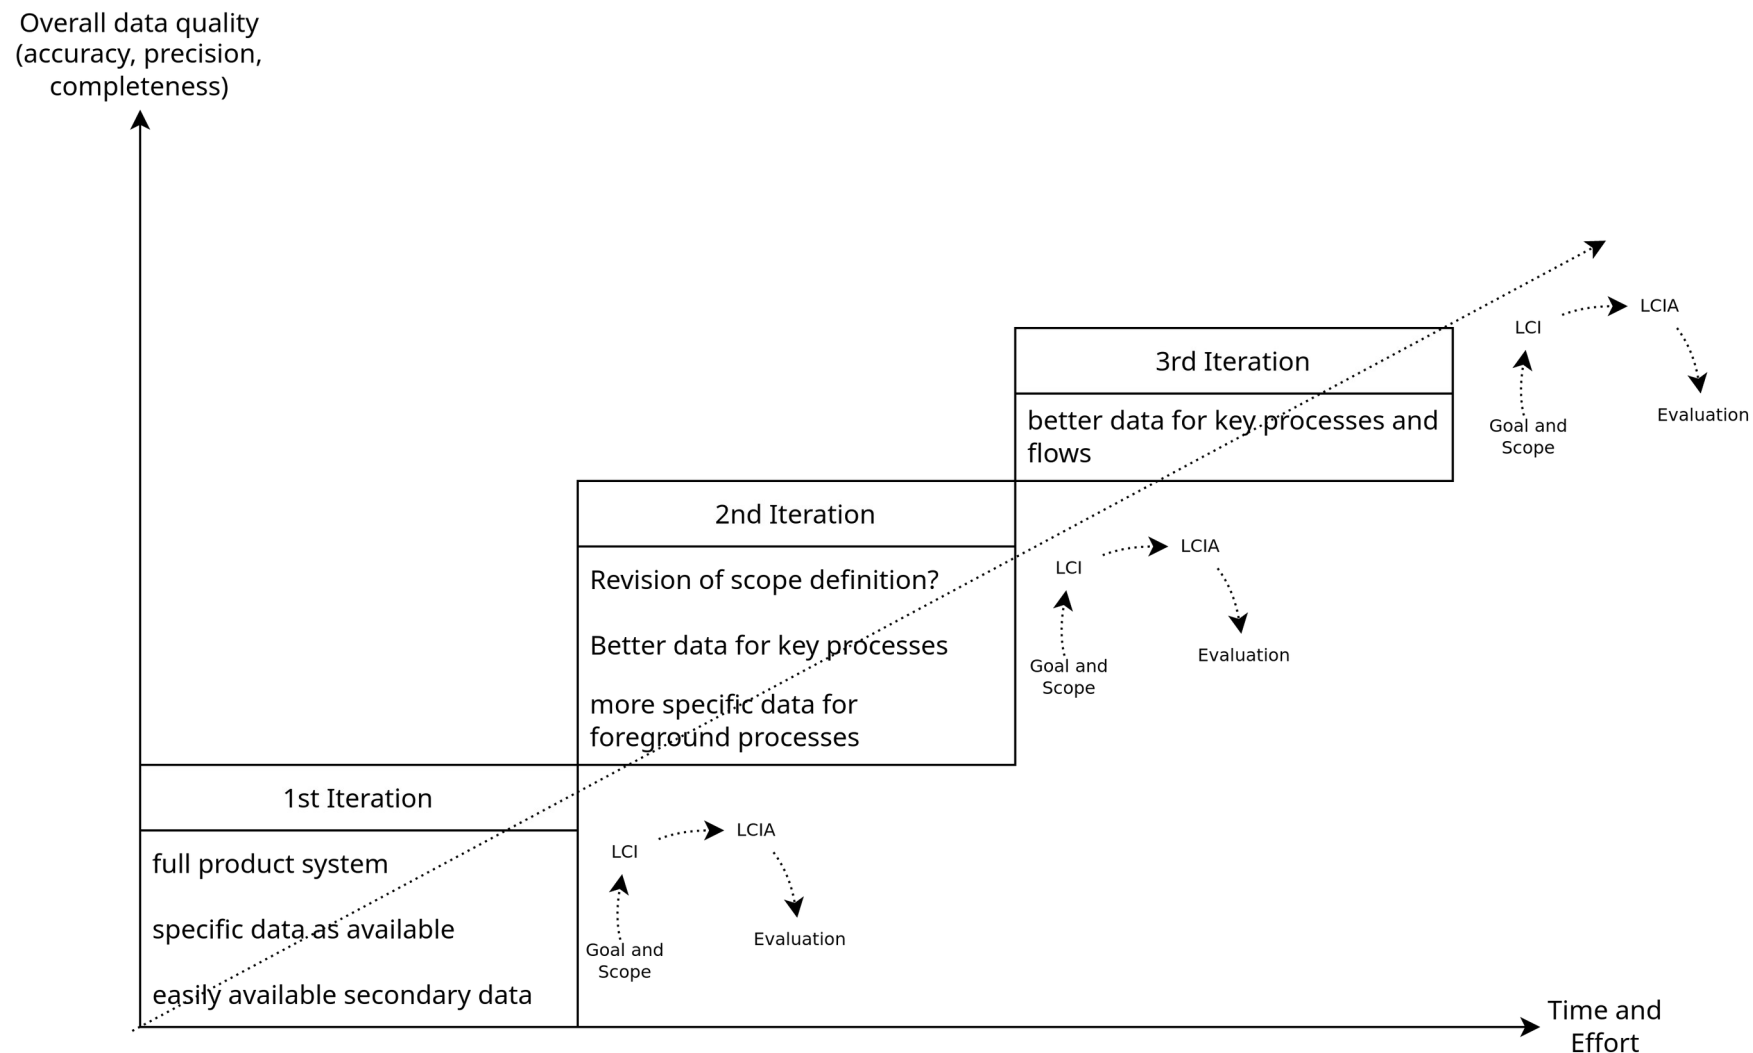 Overall data quality
(accuracy, precision,
completeness)
3rd Iteration
better data for key processes and
flows
LCI
LCIA
Goal and
Scope
Evaluation
2nd Iteration
Revision of scope definition?
Better data for key processes
more specific data for
foreground processes
LCI
LCIA
Goal and
Scope
Evaluation
1st Iteration
full product system
specific data as available
easily available secondary data
LCI
LCIA
Goal and
Scope
Evaluation
Time and
Effort